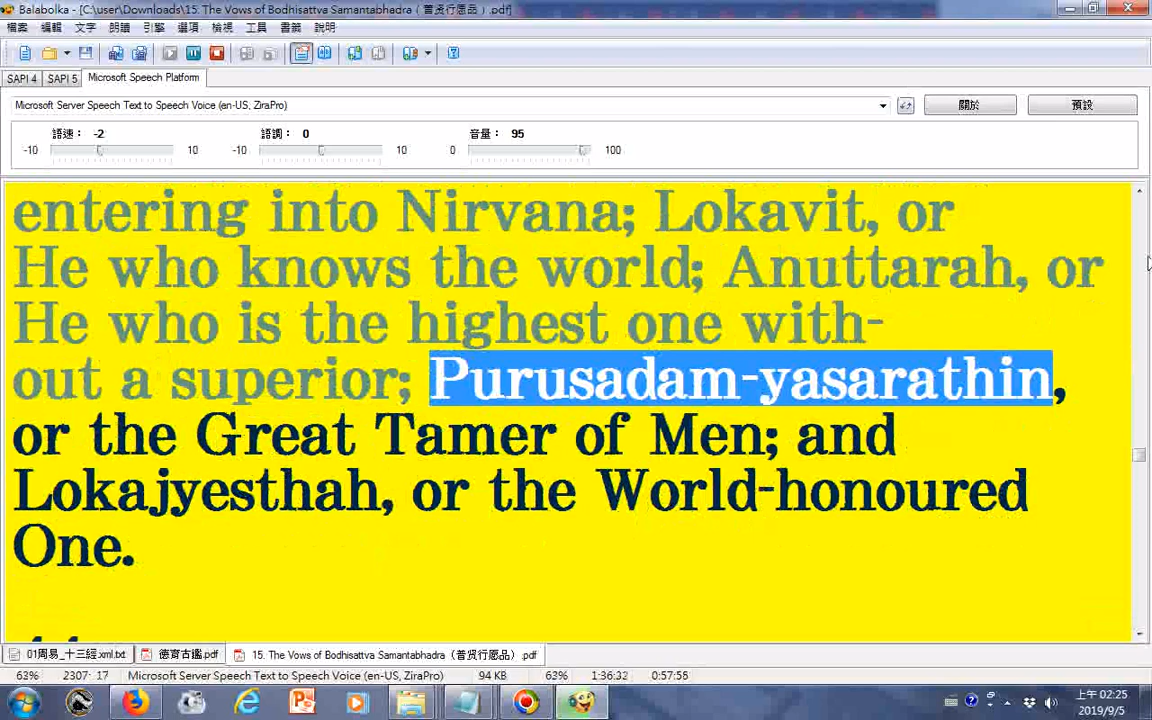 Balabolka - [C:\user\Downloads\15. The Vows of Bodhisattva Samantabhadra（普贤行愿品）.pdf]
檔案 編輯 文字 朗讀 引擎 選項 檢視 工具 書籤 說明
SAPI 4 SAPI 5 Microsoft Speech Platform
Microsoft Server Speech Text to Speech Voice (en-US, ZiraPro) 關於 預設
語速： -2 語調： 0 音量： 95
-10 10 -10 10 0 100
entering into Nirvana; Lokavit, or
He who knows the world; Anuttarah, or
He who is the highest one with-
out a superior; Purusadam-yasarathin,
or the Great Tamer of Men; and
Lokajyesthah, or the World-honoured
One.
01周易_十三經.xml.txt 德育古鑑.pdf 15. The Vows of Bodhisattva Samantabhadra（普贤行愿品）.pdf
63% 2307: 17 Microsoft Server Speech Text to Speech Voice (en-US, ZiraPro) 94 KB 63% 1:36:32 0:57:58
上午 02:25
2019/9/5